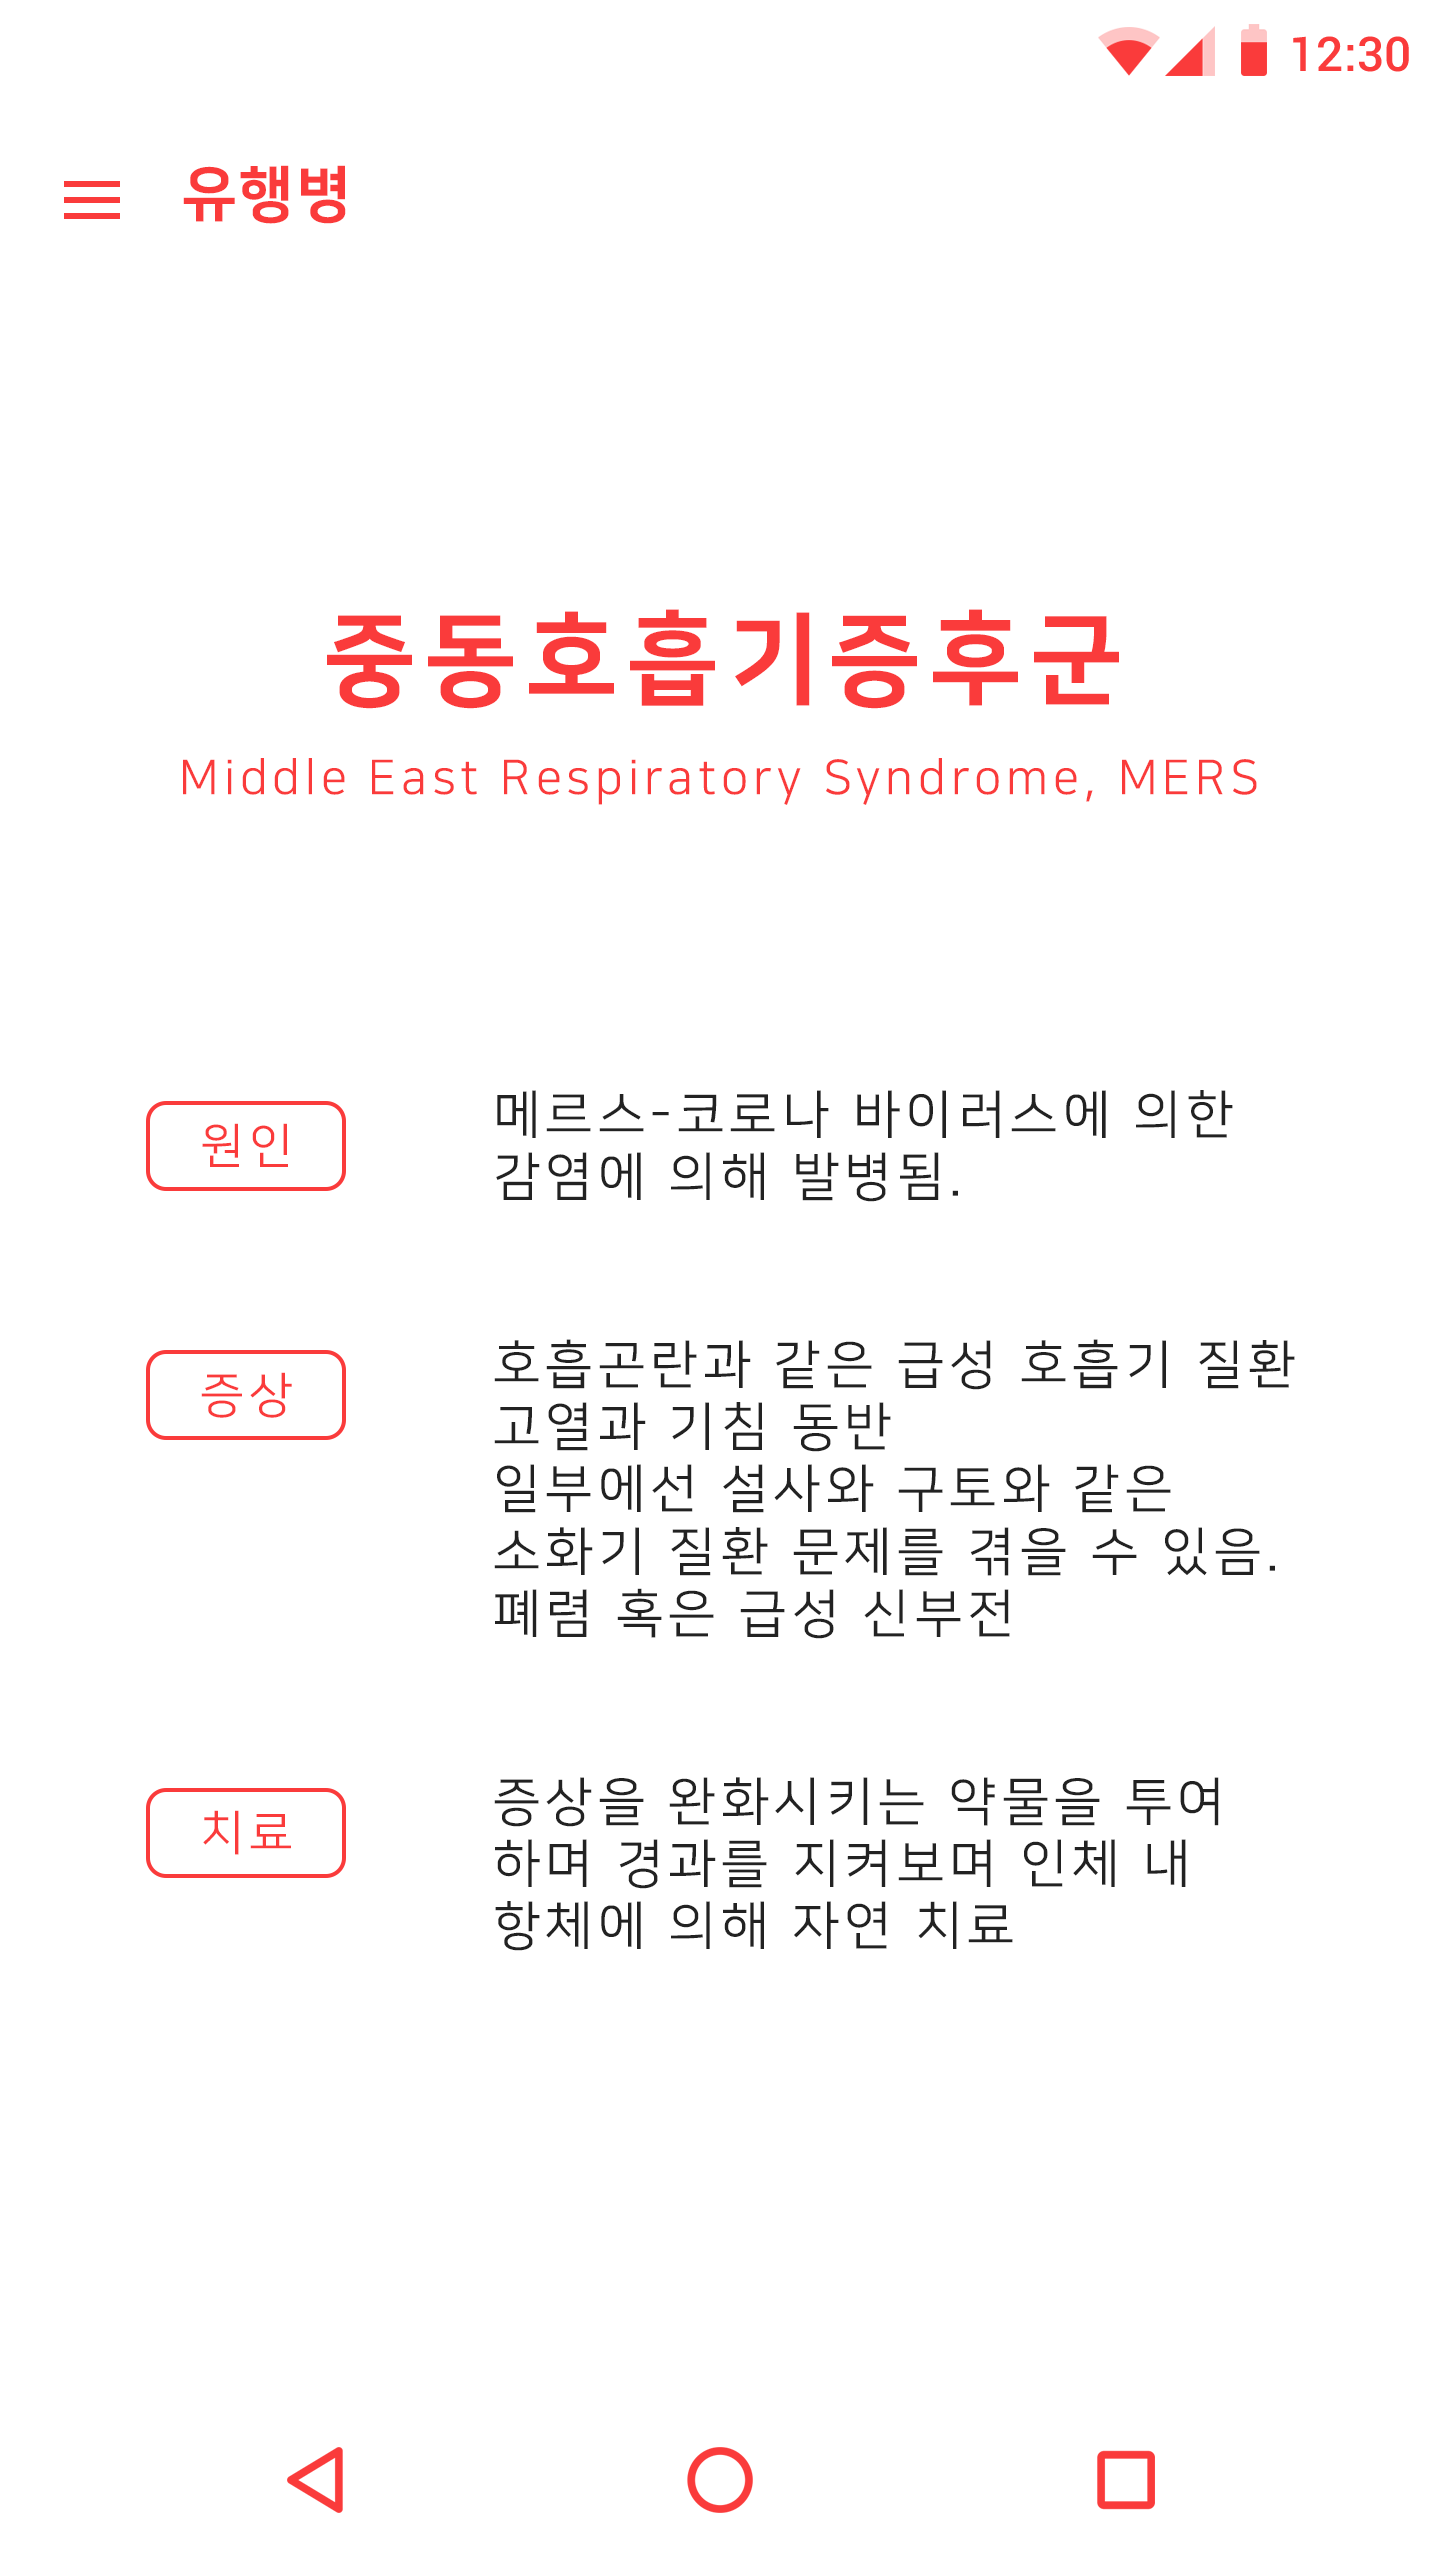 12:30
유행병
중동호흡기증후군
Middle East Respiratory Syndrome, MERS
원인
메르스-코로나 바이러스에 의한
감염에 의해 발병됨.
증상
호흡곤란과 같은 급성 호흡기 질환
고열과 기침 동반
일부에선 설사와 구토와 같은
소화기 질환 문제를 겪을 수 있음.
폐렴 혹은 급성 신부전
치료
증상을 완화시키는 약물을 투여
하며 경과를 지켜보며 인체 내
항체에 의해 자연 치료